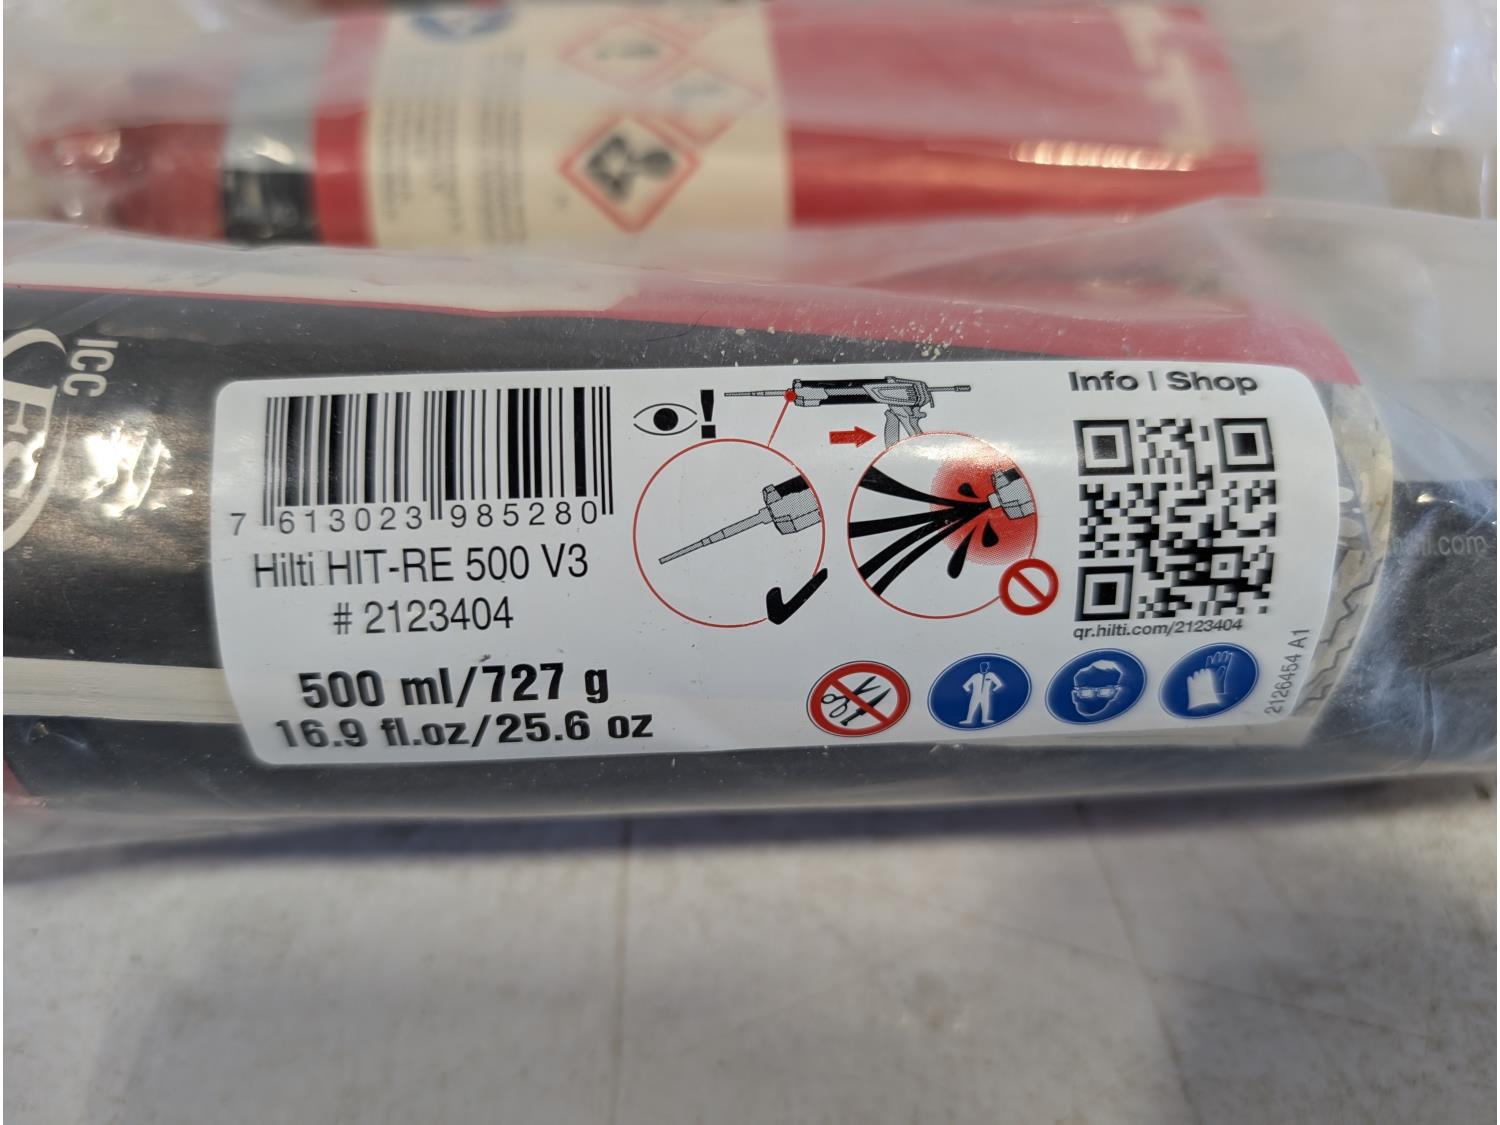 ICC
ES
Info | Shop
7 613023 985280
Hilti HIT-RE 500 V3
# 2123404
500 ml/727 g
16.9 fl.oz/25.6 oz
qr.hilti.com/2123404
2126454 A1